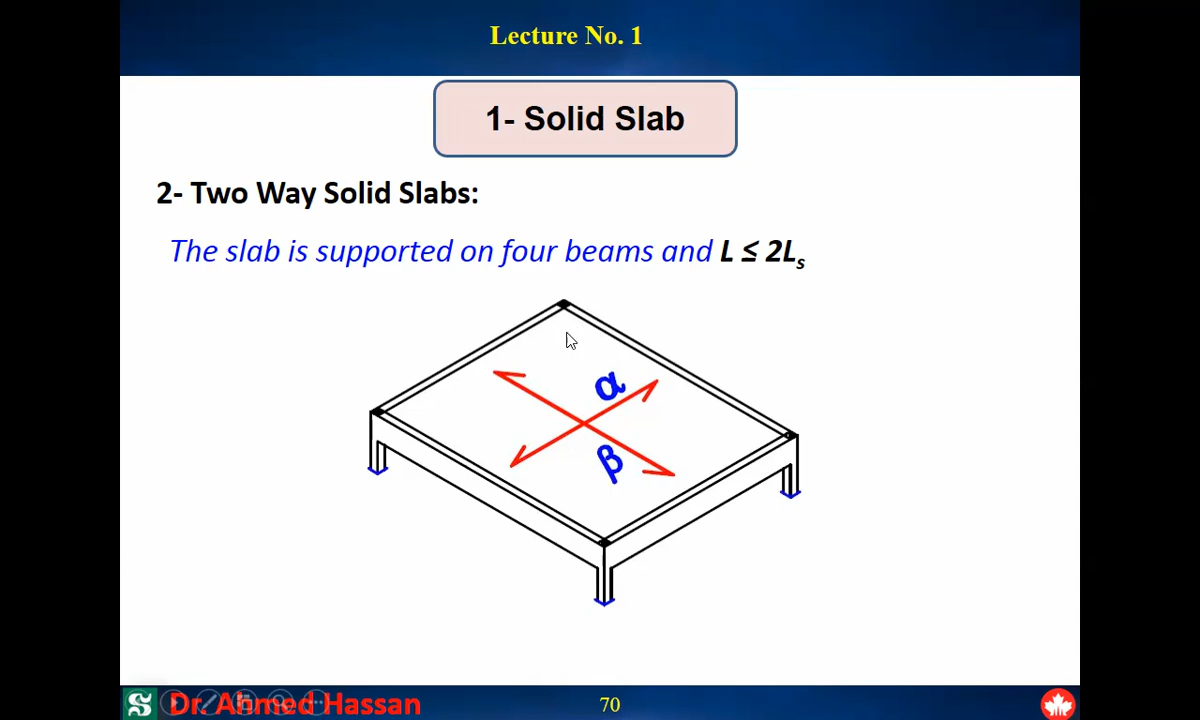 Lecture No. 1
1- Solid Slab
2- Two Way Solid Slabs:
The slab is supported on four beams and L ≤ 2Ls
α
β
Dr. Ahmed Hassan
70